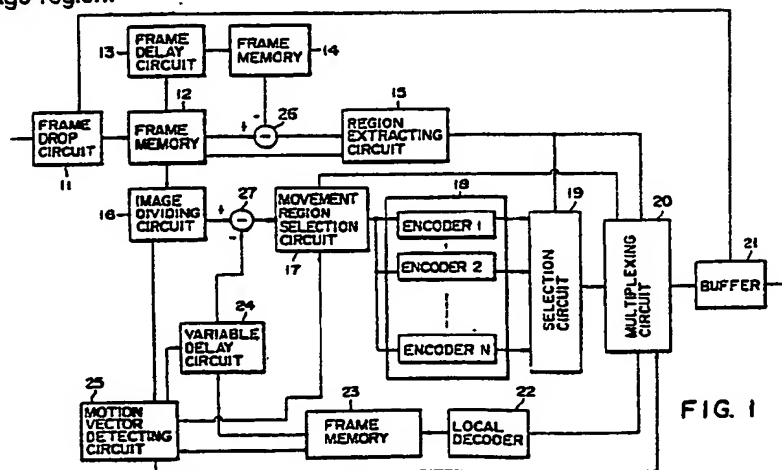 age region.
13
FRAME
DELAY
CIRCUIT
FRAME
MEMORY
14
12
FRAME
DROP
CIRCUIT
11
FRAME
MEMORY
+
-
26
15
REGION
EXTRACTING
CIRCUIT
16
IMAGE
DIVIDING
CIRCUIT
+
-
27
MOVEMENT
REGION
SELECTION
CIRCUIT
17
18
ENCODER 1
ENCODER 2
ENCODER N
19
SELECTION
CIRCUIT
20
MULTIPLEXING
CIRCUIT
21
BUFFER
24
VARIABLE
DELAY
CIRCUIT
25
MOTION
VECTOR
DETECTING
CIRCUIT
23
FRAME
MEMORY
22
LOCAL
DECODER
FIG. 1